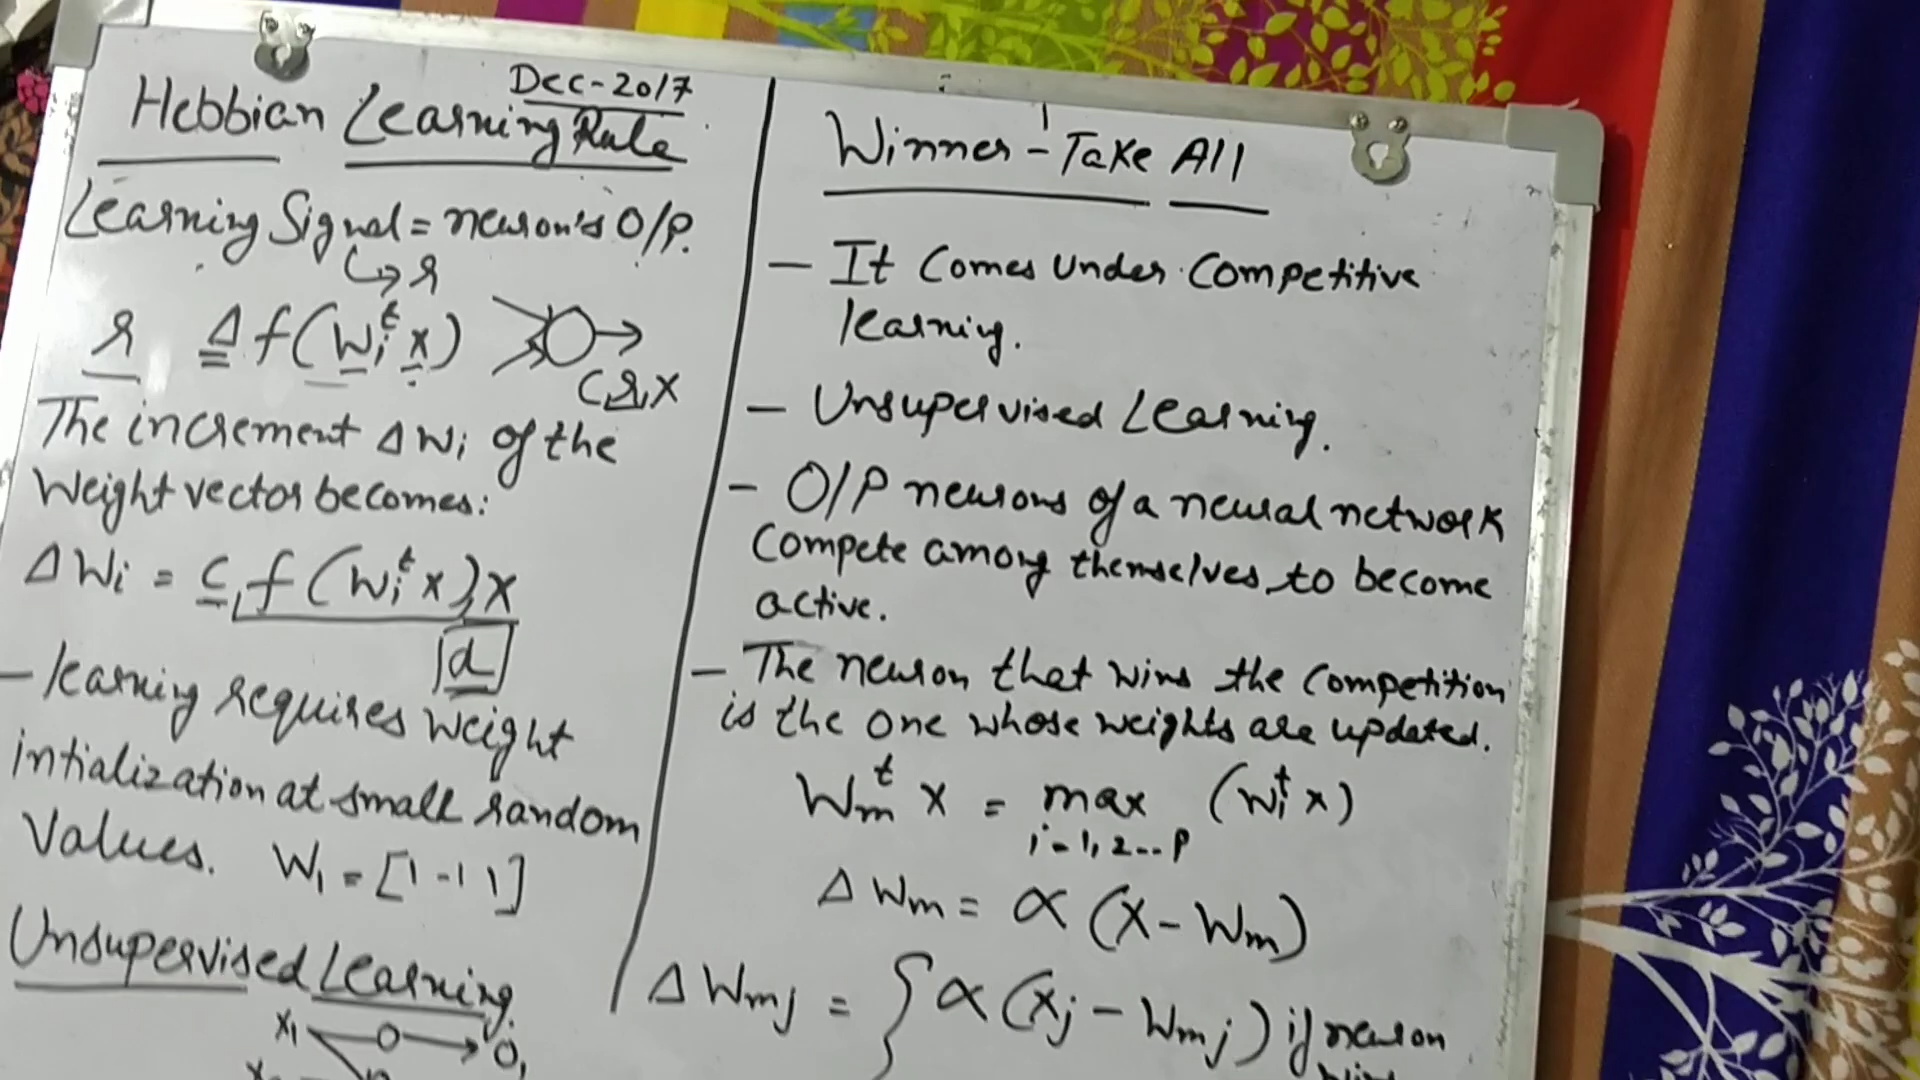 Dec-2017
Hebbian Learning Rule
Learning Signal = neuron's O/P.
↳ r
r ≜ f(Wiᵗ x)
C, r, X
The increment ΔWi of the
Weight vector becomes:
ΔWi = C, f(Wiᵗ x), X
d
- learning requires weight
intialization at small random
Values. W1 = [1 -1 1]
Unsupervised Learning.
x1 O1
Winner-Take All
- It Comes Under Competitive
learning.
- Unsupervised Learning.
- O/P neurons of a neural network
Compete among themselves, to become
active.
- The neuron that wins the Competition
is the one whose weights are updated.
Wmᵗ x = max (Wiᵗ x)
i = 1, 2 -- P
ΔWm = α (X - Wm)
ΔWmj = { α (Xj - Wmj) if neuron